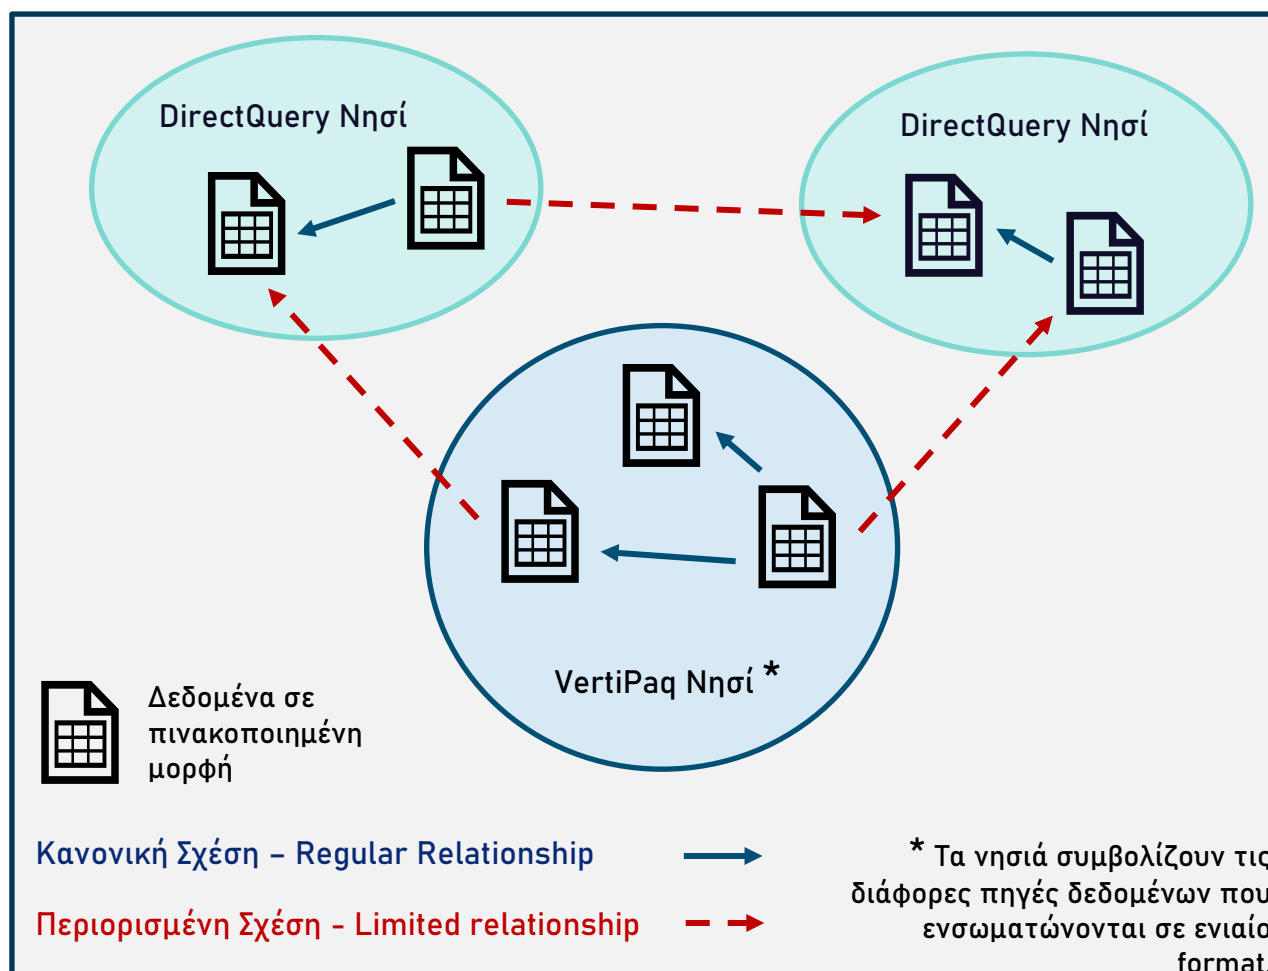 DirectQuery Νησί
DirectQuery Νησί
VertiPaq Νησί *
Δεδομένα σε
πινακοποιημένη
μορφή
Κανονική Σχέση – Regular Relationship
Περιορισμένη Σχέση - Limited relationship
* Τα νησιά συμβολίζουν τις
διάφορες πηγές δεδομένων που
ενσωματώνονται σε ενιαίο
format.